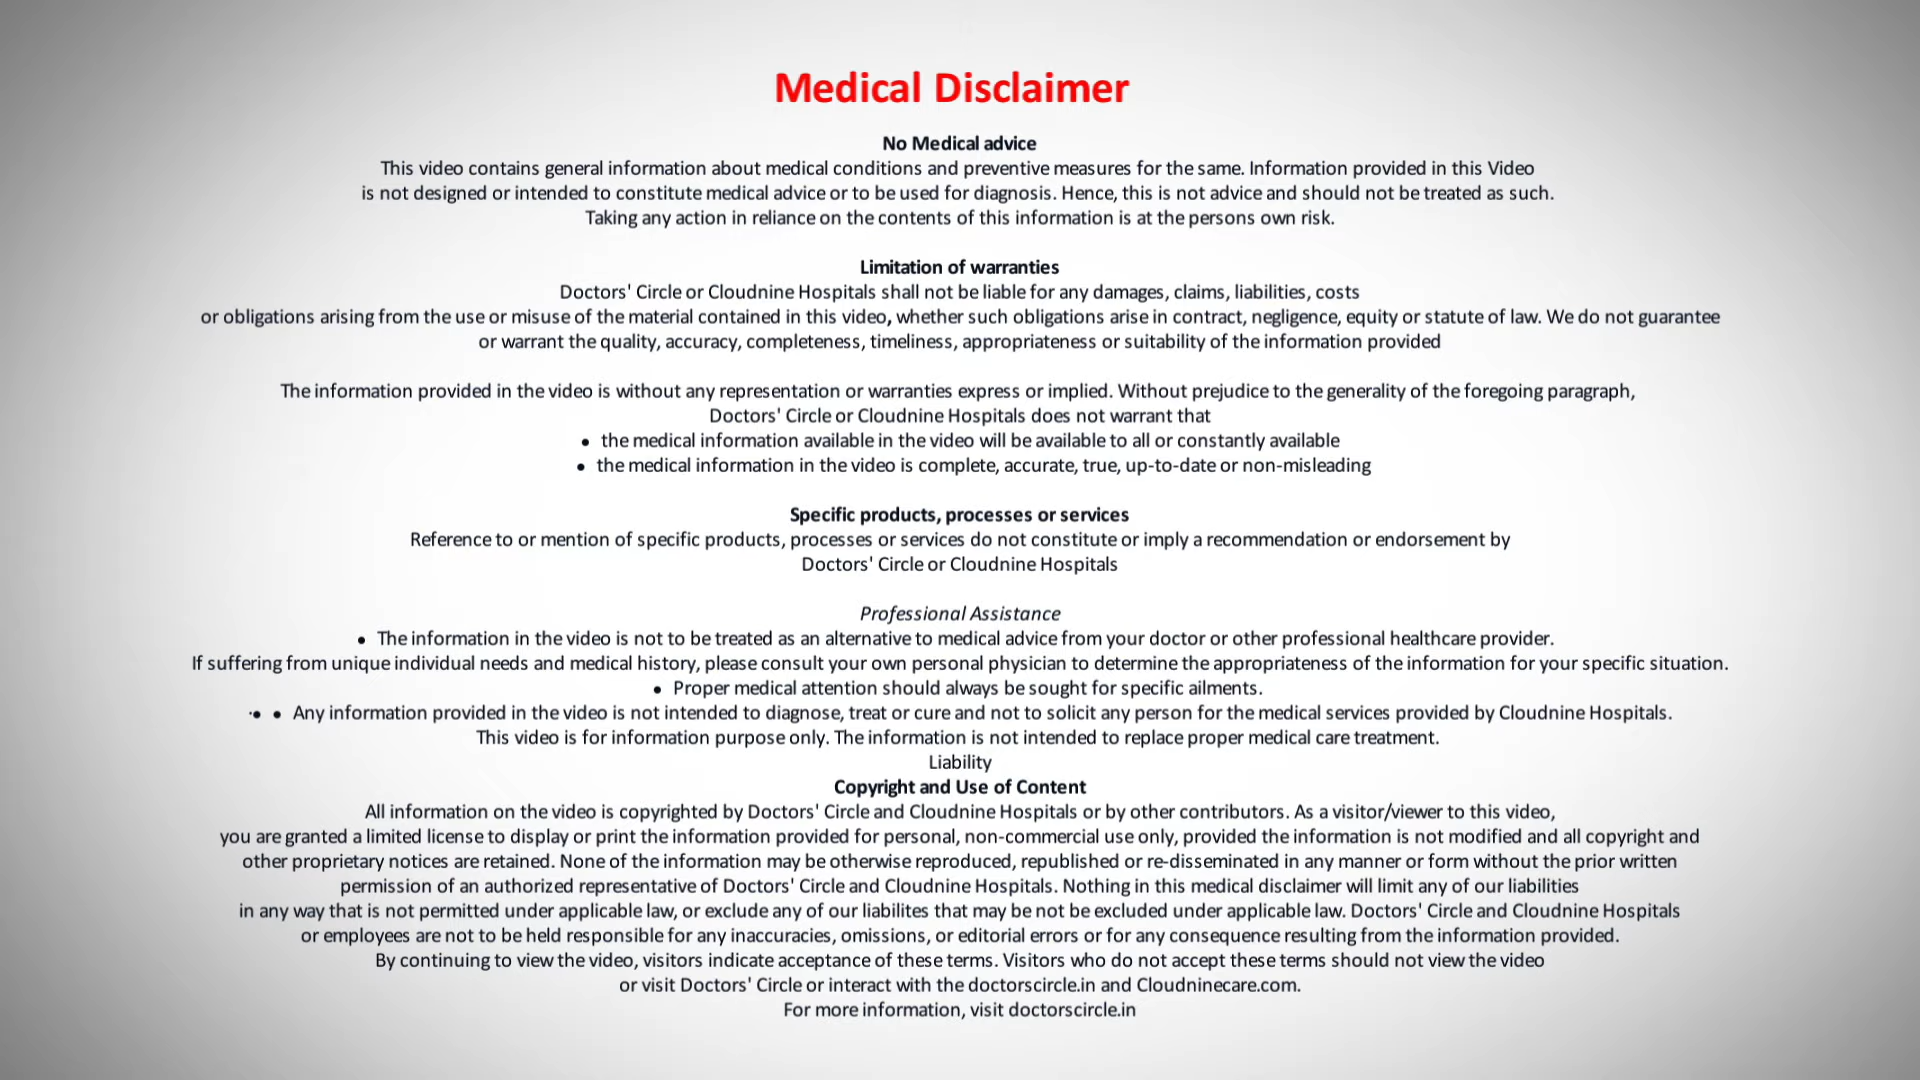 Medical Disclaimer
No Medical advice
This video contains general information about medical conditions and preventive measures for the same. Information provided in this Video
is not designed or intended to constitute medical advice or to be used for diagnosis. Hence, this is not advice and should not be treated as such.
Taking any action in reliance on the contents of this information is at the persons own risk.
Limitation of warranties
Doctors' Circle or Cloudnine Hospitals shall not be liable for any damages, claims, liabilities, costs
or obligations arising from the use or misuse of the material contained in this video, whether such obligations arise in contract, negligence, equity or statute of law. We do not guarantee
or warrant the quality, accuracy, completeness, timeliness, appropriateness or suitability of the information provided
The information provided in the video is without any representation or warranties express or implied. Without prejudice to the generality of the foregoing paragraph,
Doctors' Circle or Cloudnine Hospitals does not warrant that
• the medical information available in the video will be available to all or constantly available
• the medical information in the video is complete, accurate, true, up-to-date or non-misleading
Specific products, processes or services
Reference to or mention of specific products, processes or services do not constitute or imply a recommendation or endorsement by
Doctors' Circle or Cloudnine Hospitals
Professional Assistance
• The information in the video is not to be treated as an alternative to medical advice from your doctor or other professional healthcare provider.
If suffering from unique individual needs and medical history, please consult your own personal physician to determine the appropriateness of the information for your specific situation.
• Proper medical attention should always be sought for specific ailments.
·• • Any information provided in the video is not intended to diagnose, treat or cure and not to solicit any person for the medical services provided by Cloudnine Hospitals.
This video is for information purpose only. The information is not intended to replace proper medical care treatment.
Liability
Copyright and Use of Content
All information on the video is copyrighted by Doctors' Circle and Cloudnine Hospitals or by other contributors. As a visitor/viewer to this video,
you are granted a limited license to display or print the information provided for personal, non-commercial use only, provided the information is not modified and all copyright and
other proprietary notices are retained. None of the information may be otherwise reproduced, republished or re-disseminated in any manner or form without the prior written
permission of an authorized representative of Doctors' Circle and Cloudnine Hospitals. Nothing in this medical disclaimer will limit any of our liabilities
in any way that is not permitted under applicable law, or exclude any of our liabilites that may be not be excluded under applicable law. Doctors' Circle and Cloudnine Hospitals
or employees are not to be held responsible for any inaccuracies, omissions, or editorial errors or for any consequence resulting from the information provided.
By continuing to view the video, visitors indicate acceptance of these terms. Visitors who do not accept these terms should not view the video
or visit Doctors' Circle or interact with the doctorscircle.in and Cloudninecare.com.
For more information, visit doctorscircle.in